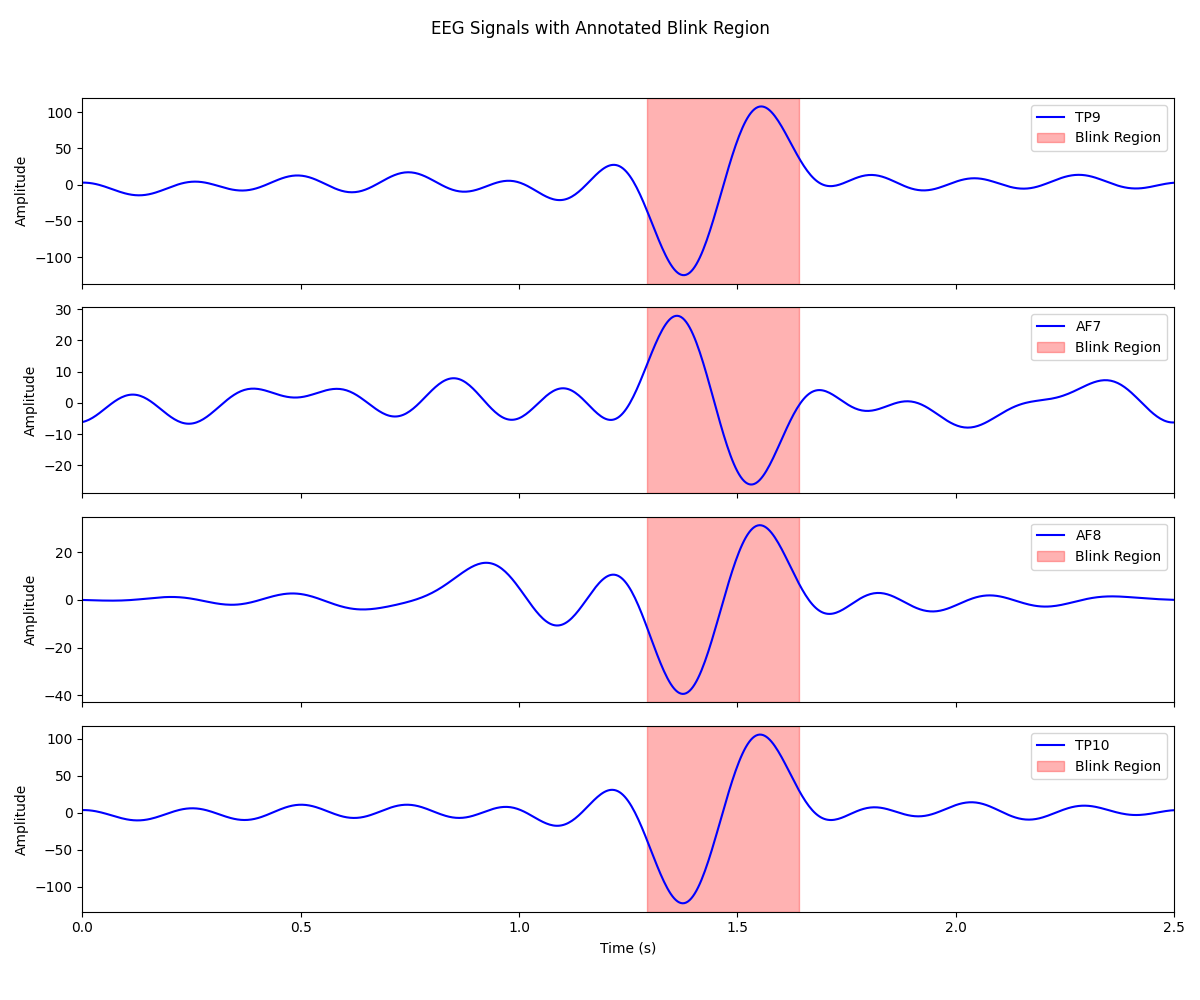 EEG Signals with Annotated Blink Region
100
50
0
−50
−100
Amplitude
TP9
Blink Region
30
20
10
0
−10
−20
Amplitude
AF7
Blink Region
20
0
−20
−40
Amplitude
AF8
Blink Region
100
50
0
−50
−100
Amplitude
TP10
Blink Region
0.0 0.5 1.0 1.5 2.0 2.5
Time (s)